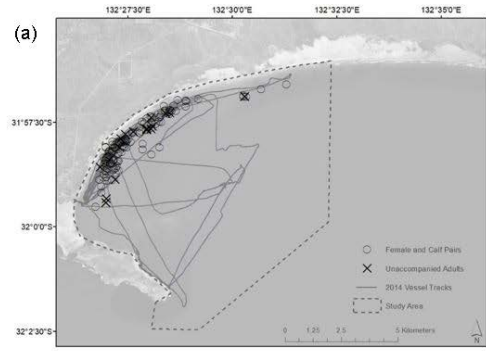 (a)
132°27'30"E 132°30'0"E 132°32'30"E 132°35'0"E
31°57'30"S
32°0'0"S
32°2'30"S
Female and Calf Pairs
Unaccompanied Adults
2014 Vessel Tracks
Study Area
0 1.25 2.5 5 Kilometers
N